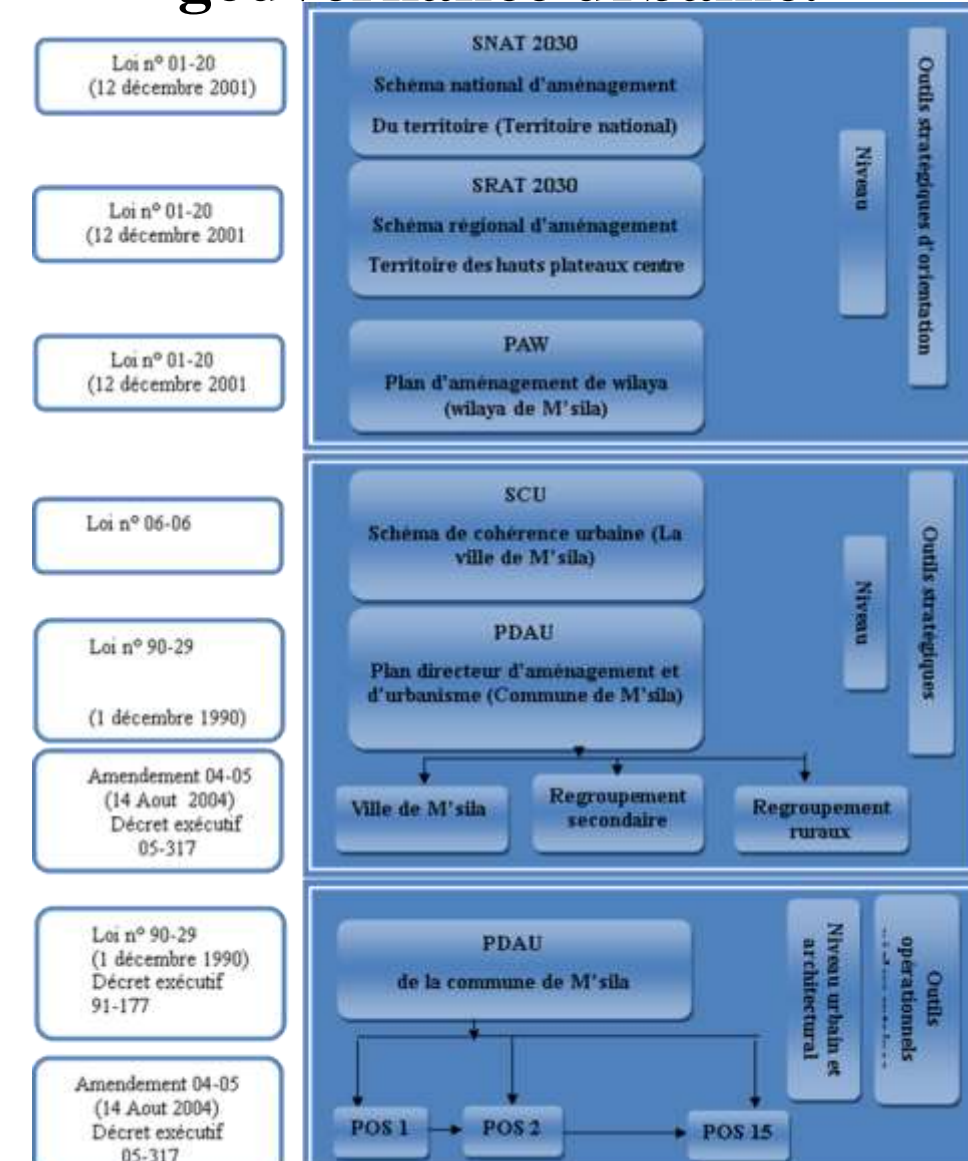 Loi nº 01-20
(12 décembre 2001)
SNAT 2030
Schéma national d'aménagement
Du territoire (Territoire national)
Loi nº 01-20
(12 décembre 2001
SRAT 2030
Schéma régional d'aménagement
Territoire des hauts plateaux centre
Loi nº 01-20
(12 décembre 2001
PAW
Plan d'aménagement de wilaya
(wilaya de M'sila)
Niveau
Outils stratégiques d'orientation
Loi nº 06-06
SCU
Schéma de cohérence urbaine (La
ville de M'sila)
Loi nº 90-29
(1 décembre 1990)
PDAU
Plan directeur d'aménagement et
d'urbanisme (Commune de M'sila)
Amendement 04-05
(14 Aout 2004)
Décret exécutif
05-317
Ville de M'sila
Regroupement
secondaire
Regroupement
ruraux
Niveau
Outils stratégiques
Loi nº 90-29
(1 décembre 1990)
Décret exécutif
91-177
PDAU
de la commune de M'sila
Amendement 04-05
(14 Aout 2004)
Décret exécutif
05-317
POS 1
POS 2
POS 15
Niveau urbain et
architectural
Outils
opérationnels